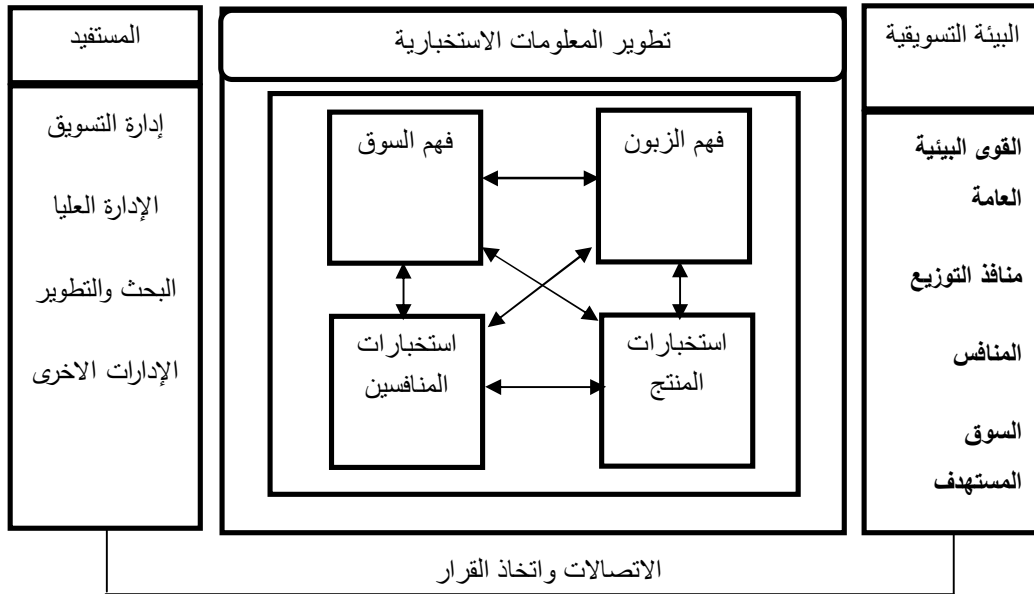 البيئة التسويقية
القوى البيئية
العامة
منافذ التوزيع
المنافس
السوق
المستهدف
تطوير المعلومات الاستخبارية
فهم الزبون
فهم السوق
استخبارات
المنتج
استخبارات
المنافسين
المستفيد
إدارة التسويق
الإدارة العليا
البحث والتطوير
الإدارات الاخرى
الاتصالات واتخاذ القرار